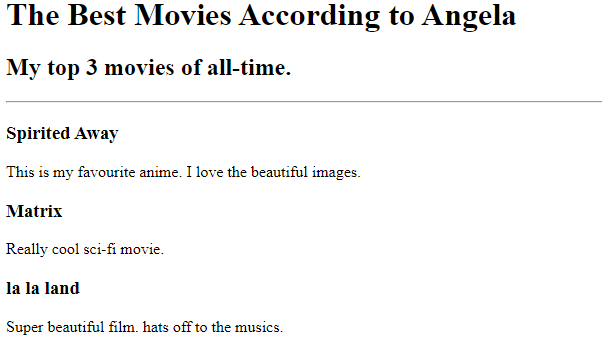 The Best Movies According to Angela
My top 3 movies of all-time.
Spirited Away
This is my favourite anime. I love the beautiful images.
Matrix
Really cool sci-fi movie.
la la land
Super beautiful film. hats off to the musics.